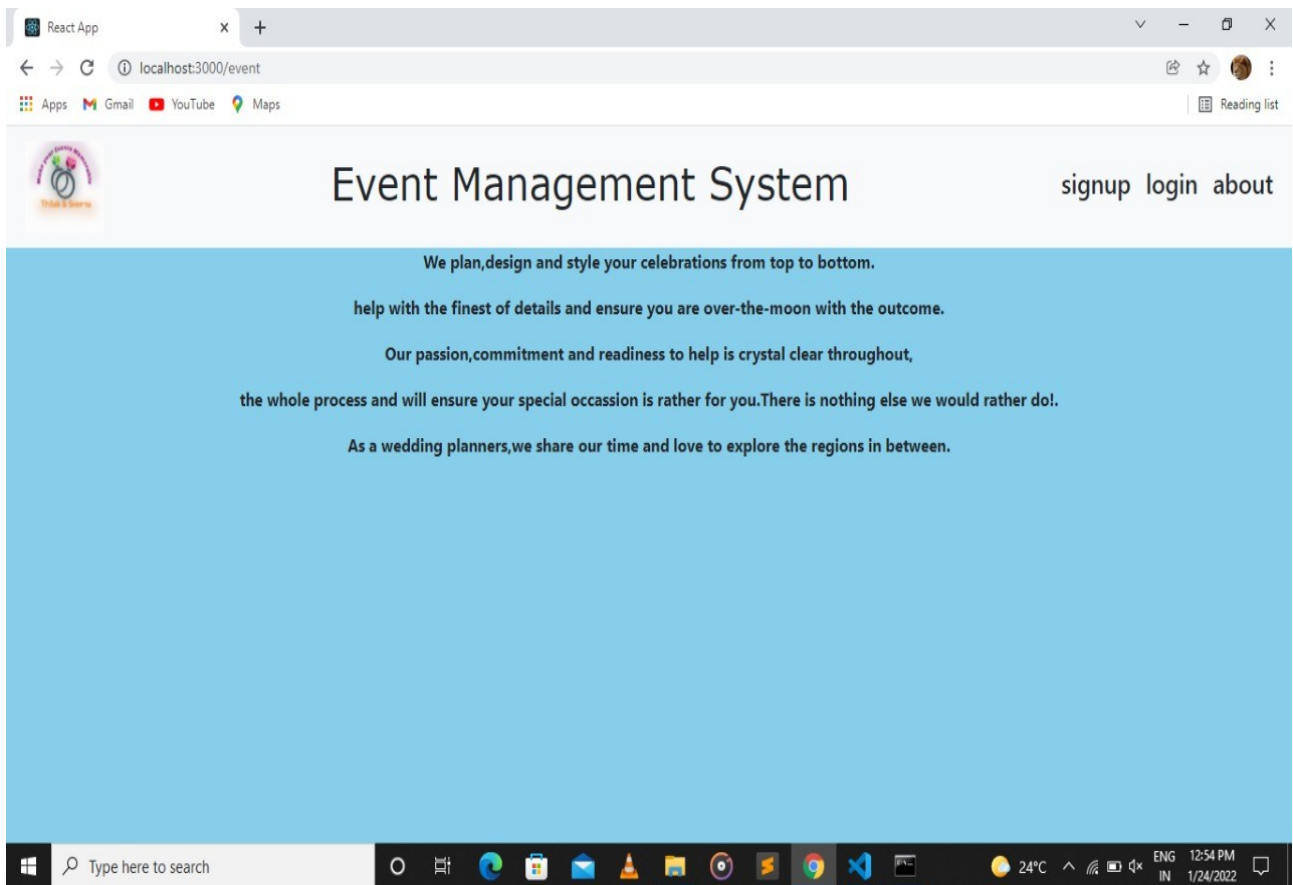 React App
localhost:3000/event
Apps Gmail YouTube Maps Reading list
Event Management System
signup login about
We plan,design and style your celebrations from top to bottom.
help with the finest of details and ensure you are over-the-moon with the outcome.
Our passion,commitment and readiness to help is crystal clear throughout,
the whole process and will ensure your special occassion is rather for you.There is nothing else we would rather do!.
As a wedding planners,we share our time and love to explore the regions in between.
Type here to search
24°C
ENG 12:54 PM
IN 1/24/2022